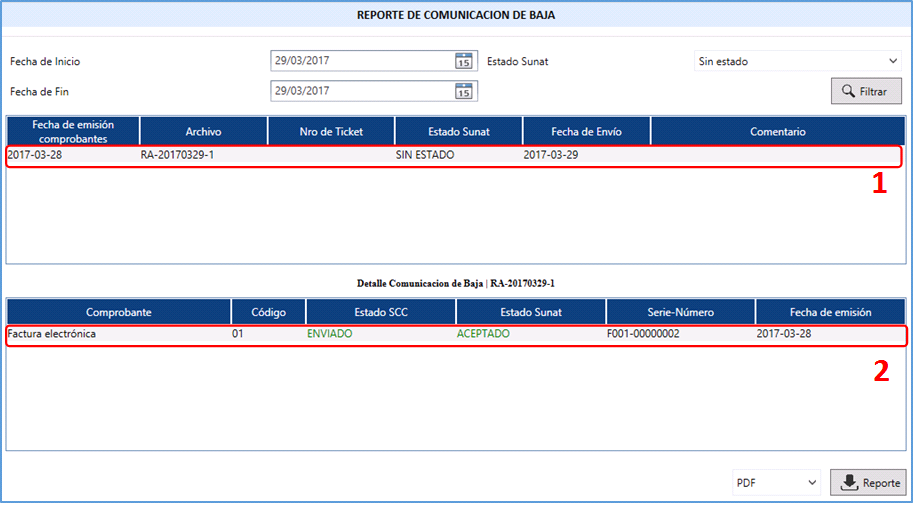 REPORTE DE COMUNICACION DE BAJA
Fecha de Inicio 29/03/2017 15 Estado Sunat Sin estado
Fecha de Fin 29/03/2017 15 Filtrar
Fecha de emisión comprobantes Archivo Nro de Ticket Estado Sunat Fecha de Envío Comentario
2017-03-28 RA-20170329-1 SIN ESTADO 2017-03-29
1
Detalle Comunicacion de Baja | RA-20170329-1
Comprobante Código Estado SCC Estado Sunat Serie-Número Fecha de emisión
Factura electrónica 01 ENVIADO ACEPTADO F001-00000002 2017-03-28
2
PDF Reporte